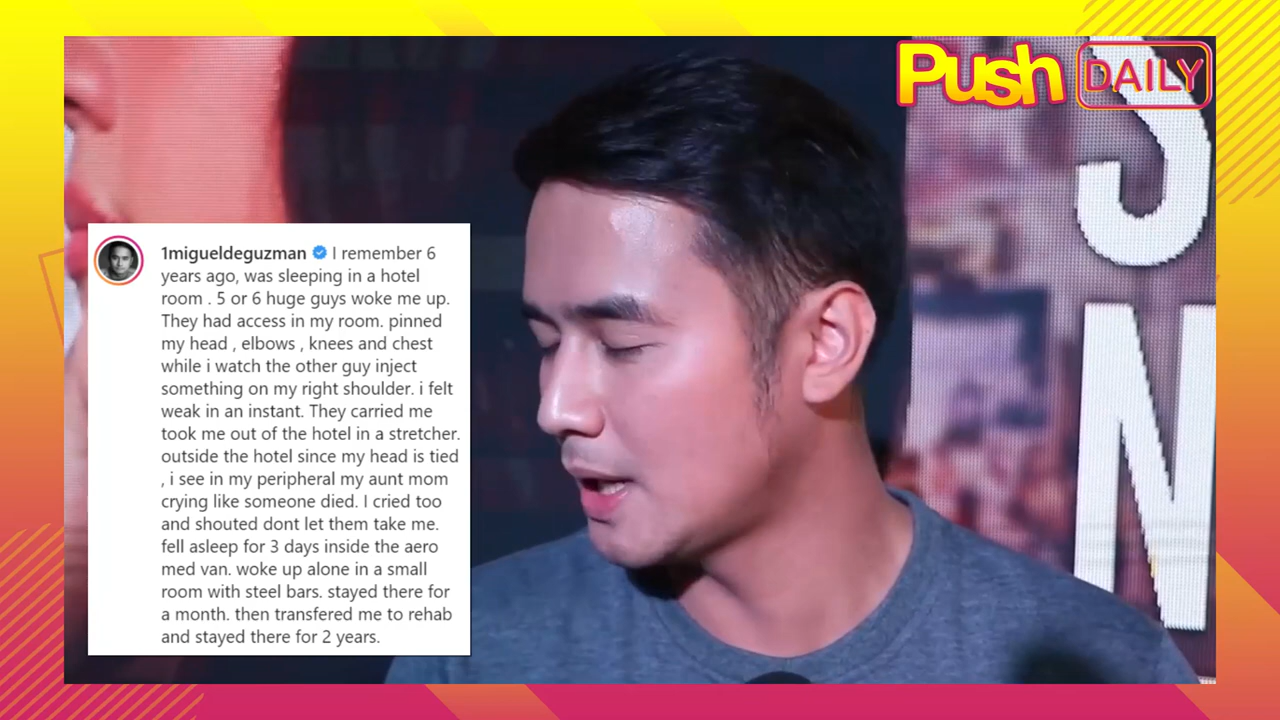 Push DAILY
S
N
1migueldeguzman I remember 6
years ago, was sleeping in a hotel
room . 5 or 6 huge guys woke me up.
They had access in my room. pinned
my head , elbows , knees and chest
while i watch the other guy inject
something on my right shoulder. i felt
weak in an instant. They carried me
took me out of the hotel in a stretcher.
outside the hotel since my head is tied
, i see in my peripheral my aunt mom
crying like someone died. I cried too
and shouted dont let them take me.
fell asleep for 3 days inside the aero
med van. woke up alone in a small
room with steel bars. stayed there for
a month. then transfered me to rehab
and stayed there for 2 years.